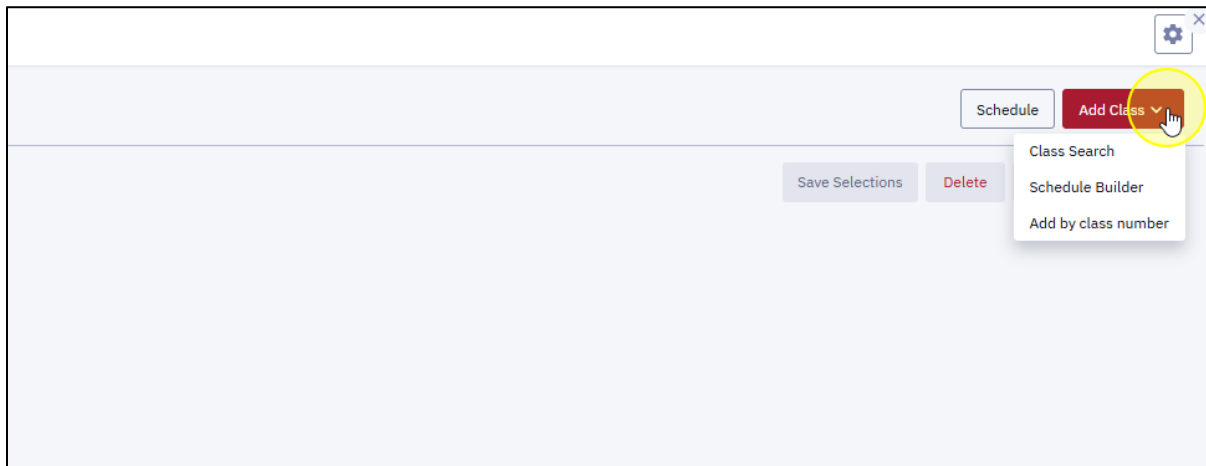 Schedule
Add Class
Class Search
Save Selections
Delete
Schedule Builder
Add by class number